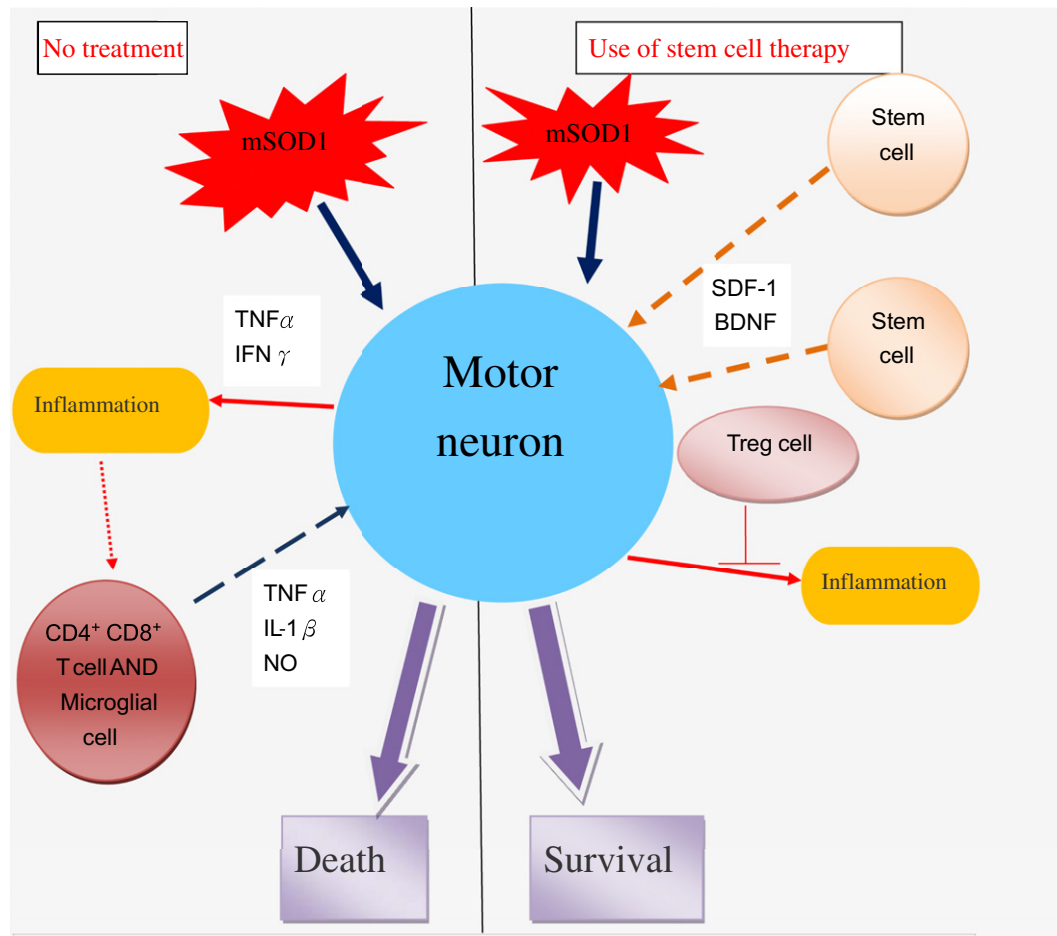 No treatment
Use of stem cell therapy
mSOD1
mSOD1
Stem
cell
SDF-1
BDNF
Stem
cell
TNFα
IFN γ
Motor
neuron
Inflammation
Treg cell
Inflammation
TNF α
IL-1 β
NO
CD4⁺ CD8⁺
T cell AND
Microglial
cell
Death
Survival